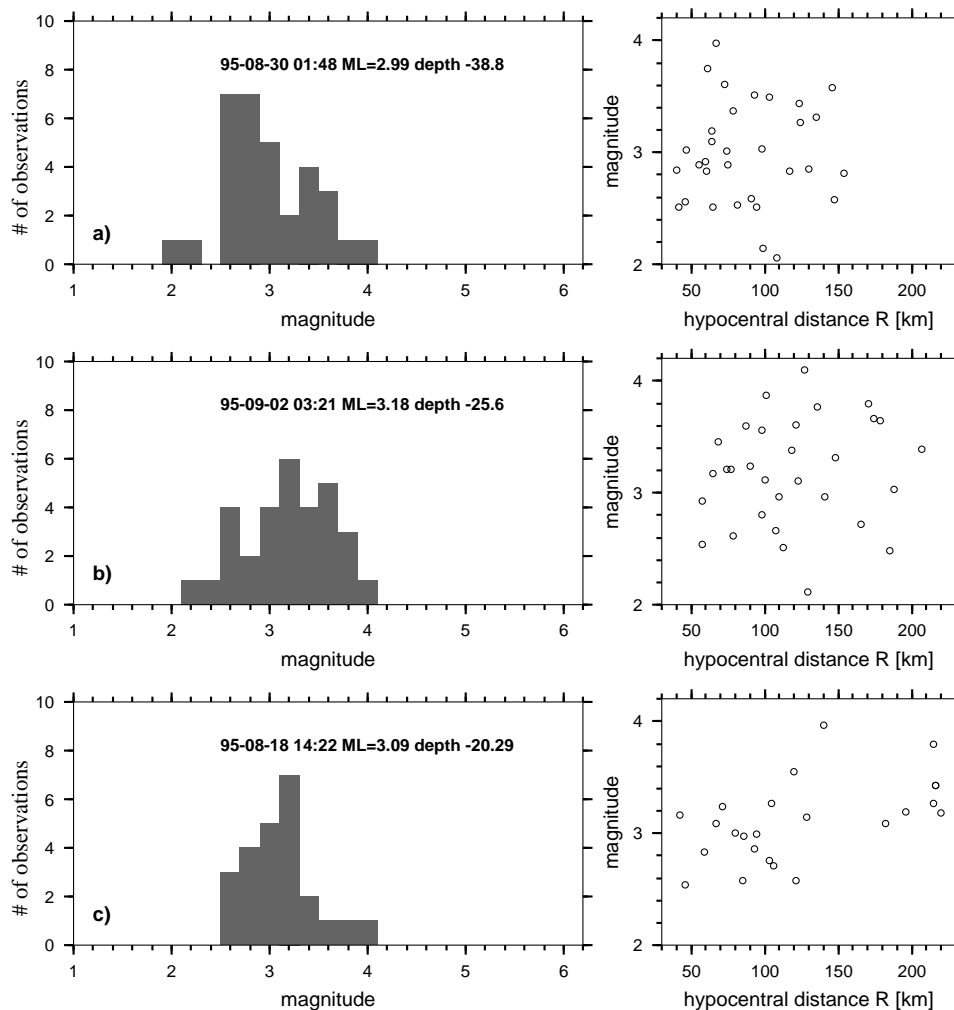 10
8
6
4
2
0
# of observations
95-08-30 01:48 ML=2.99 depth -38.8
a)
1 2 3 4 5 6
magnitude
4
3
2
magnitude
50 100 150 200
hypocentral distance R [km]
10
8
6
4
2
0
# of observations
95-09-02 03:21 ML=3.18 depth -25.6
b)
1 2 3 4 5 6
magnitude
4
3
2
magnitude
50 100 150 200
hypocentral distance R [km]
10
8
6
4
2
0
# of observations
95-08-18 14:22 ML=3.09 depth -20.29
c)
1 2 3 4 5 6
magnitude
4
3
2
magnitude
50 100 150 200
hypocentral distance R [km]